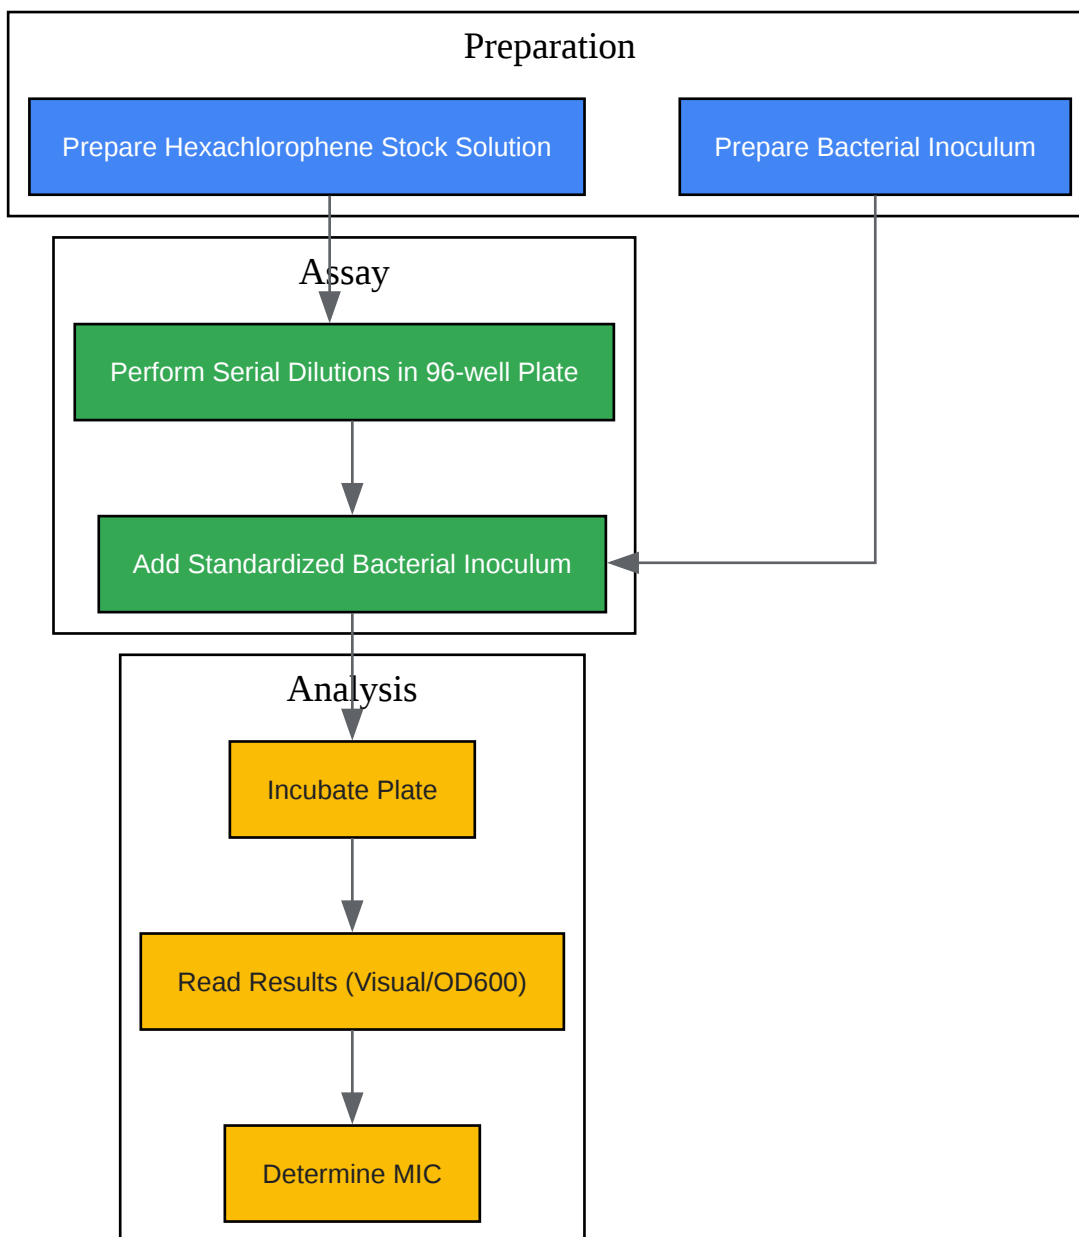 Preparation
Prepare Hexachlorophene Stock Solution
Prepare Bacterial Inoculum
Assay
Perform Serial Dilutions in 96-well Plate
Add Standardized Bacterial Inoculum
Analysis
Incubate Plate
Read Results (Visual/OD600)
Determine MIC